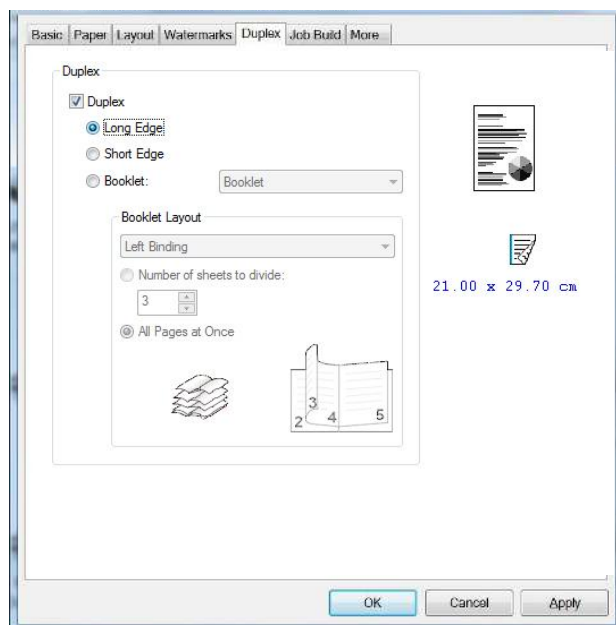 Basic Paper Layout Watermarks Duplex Job Build More
Duplex
Duplex
Long Edge
Short Edge
Booklet: Booklet
Booklet Layout
Left Binding
Number of sheets to divide:
3
All Pages at Once
21.00 x 29.70 cm
2 3 4 5
OK Cancel Apply